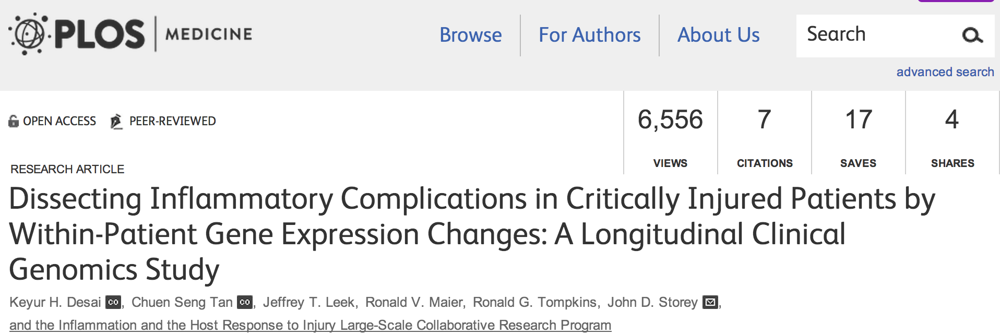 PLOS MEDICINE
Browse For Authors About Us Search
advanced search
OPEN ACCESS PEER-REVIEWED
6,556 7 17 4
VIEWS CITATIONS SAVES SHARES
RESEARCH ARTICLE
Dissecting Inflammatory Complications in Critically Injured Patients by
Within-Patient Gene Expression Changes: A Longitudinal Clinical
Genomics Study
Keyur H. Desai co, Chuen Seng Tan co, Jeffrey T. Leek, Ronald V. Maier, Ronald G. Tompkins, John D. Storey,
and the Inflammation and the Host Response to Injury Large-Scale Collaborative Research Program